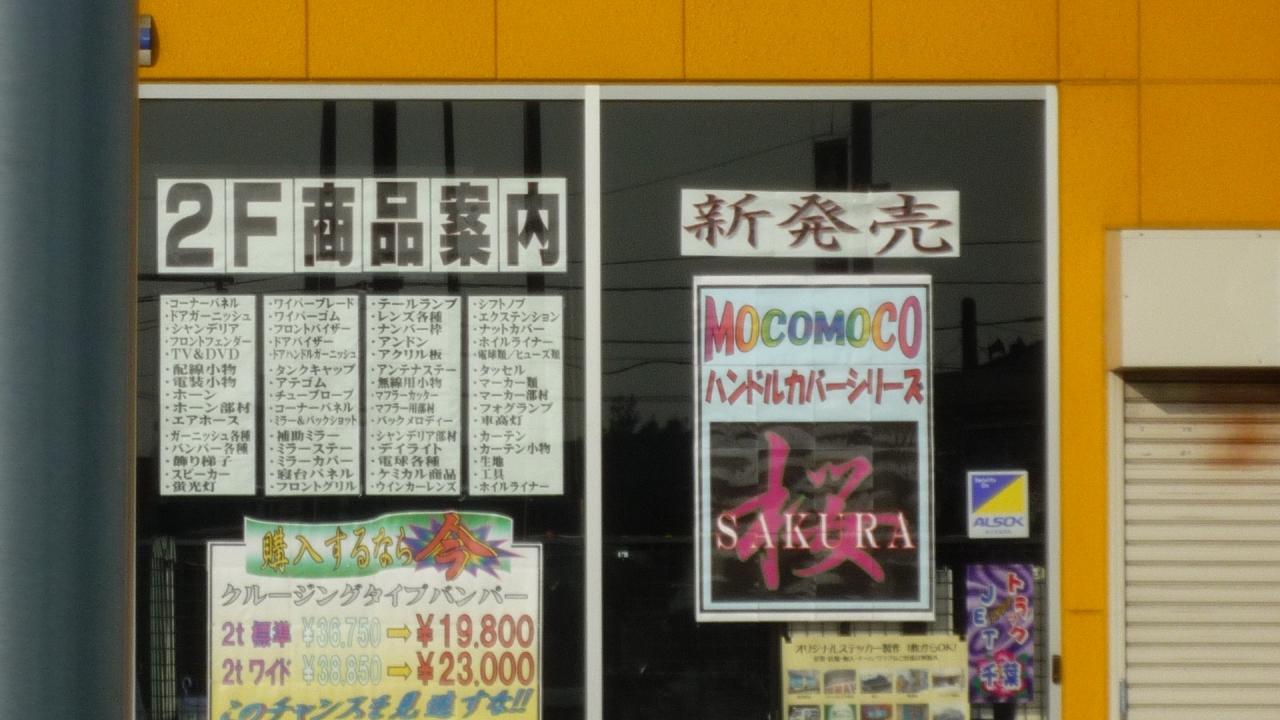 2F商品案内
・コーナーパネル
・ドアガーニッシュ
・シャンデリア
・フロントフェンダー
・TV&DVD
・配線小物
・電装小物
・ホーン
・ホーン部材
・エアホース
・ガーニッシュ各種
・バンパー各種
・飾り梯子
・スピーカー
・蛍光灯
・ワイパーブレード
・ワイパーゴム
・フロントバイザー
・ドアバイザー
・ドアハンドルガーニッシュ
・タンクキャップ
・アテゴム
・チューブロープ
・コーナーパネル
・ミラー&バックショット
・補助ミラー
・ミラーステー
・ミラーカバー
・寝台パネル
・フロントグリル
・テールランプ
・レンズ各種
・ナンバー枠
・アンドン
・アクリル板
・アンテナステー
・無線用小物
・マフラーカッター
・マフラー用部材
・バックメロディー
・シャンデリア部材
・デイライト
・電球各種
・ケミカル商品
・ウインカーレンズ
・シフトノブ
・エクステンション
・ナットカバー
・ホイルライナー
・電球類/ヒューズ類
・タッセル
・マーカー類
・マーカー部材
・フォグランプ
・車高灯
・カーテン
・カーテン小物
・生地
・工具
・ホイルライナー
購入するなら今
クルージングタイプバンパー
2t 標準 ¥36.750 ➡ ¥19.800
2t ワイド ¥38.850 ➡ ¥23.000
このチャンスを見逃すな!!
新発売
MOCOMOCO
ハンドルカバーシリーズ
桜
SAKURA
Security On
ALSOK
トラック
JET
千葉
オリジナルステッカー製作 1枚からOK!